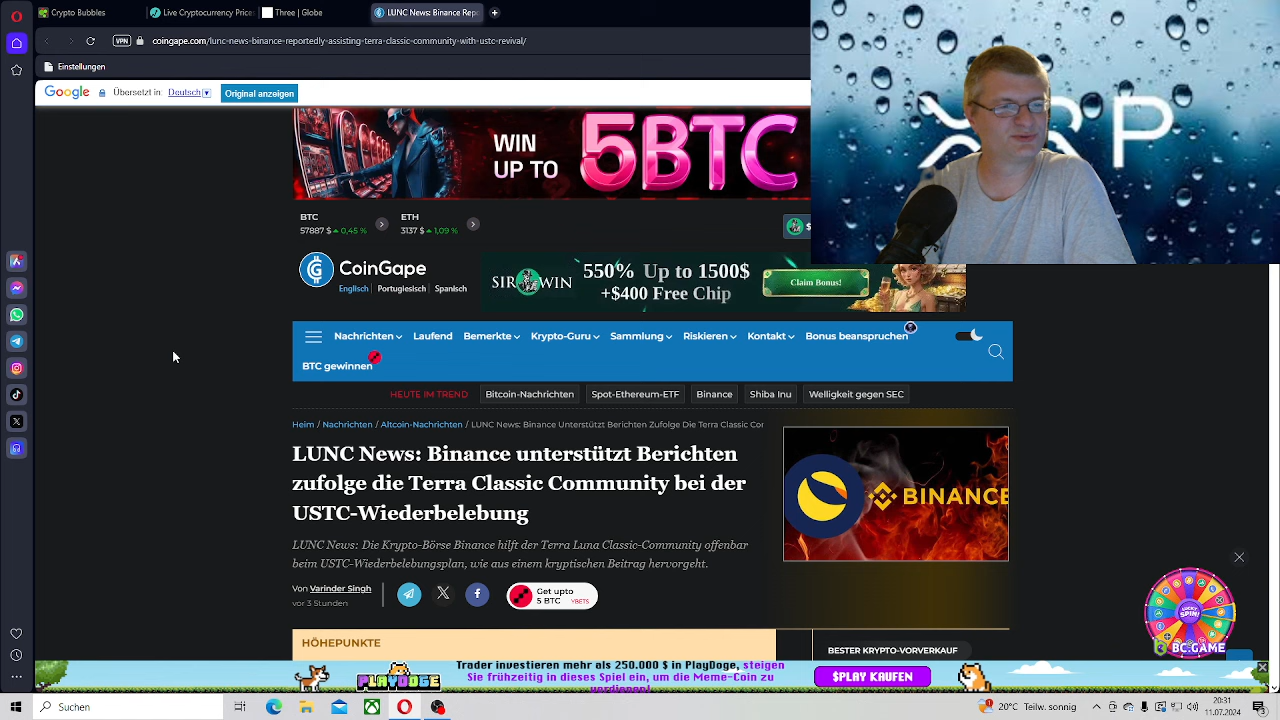 Crypto Bubbles
Live Cryptocurrency Price
Three | Globe
LUNC News: Binance Rep
VPN
coingape.com/lunc-news-binance-reportedly-assisting-terra-classic-community-with-ustc-revival/
Einstellungen
Google
Übersetzt in: Deutsch
Original anzeigen
WIN
UP TO
5BTC
XRP
BTC
57887 $ 0,45 %
ETH
3137 $ 1,09 %
$
CoinGape
Englisch
Portugiesisch
Spanisch
SIR WIN
550% Up to 1500$
+$400 Free Chip
Claim Bonus!
Nachrichten
Laufend
Bemerkte
Krypto-Guru
Sammlung
Riskieren
Kontakt
Bonus beanspruchen
BTC gewinnen
HEUTE IM TREND
Bitcoin-Nachrichten
Spot-Ethereum-ETF
Binance
Shiba Inu
Welligkeit gegen SEC
Heim / Nachrichten / Altcoin-Nachrichten / LUNC News: Binance Unterstützt Berichten Zufolge Die Terra Classic Cor
LUNC News: Binance unterstützt Berichten
zufolge die Terra Classic Community bei der
USTC-Wiederbelebung
BINANCE
LUNC News: Die Krypto-Börse Binance hilft der Terra Luna Classic-Community offenbar
beim USTC-Wiederbelebungsplan, wie aus einem kryptischen Beitrag hervorgeht.
Von Varinder Singh
vor 3 Stunden
Get upto
5 BTC
YBETS
LUCKY
SPIN!
BC.GAME
HÖHEPUNKTE
BESTER KRYPTO-VORVERKAUF
PLAYDOGE
Trader investieren mehr als 250.000 $ in PlayDoge, steigen
Sie frühzeitig in dieses Spiel ein, um die Meme-Coin zu
verdienen!
$PLAY KAUFEN
Suchen
20°C Teilw. sonnig
20:31
11.07.2024
2